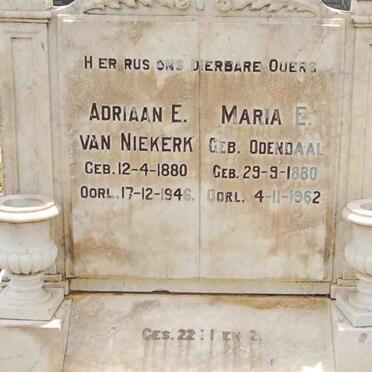 HIER RUS ONS DIERBARE OUERS
ADRIAAN E.
VAN NIEKERK
GEB. 12-4-1880
OORL. 17-12-1946.
MARIA E.
GEB. ODENDAAL
GEB. 29-9-1880
OORL. 4-11-1962
GES. 22 : 1 EN 2.